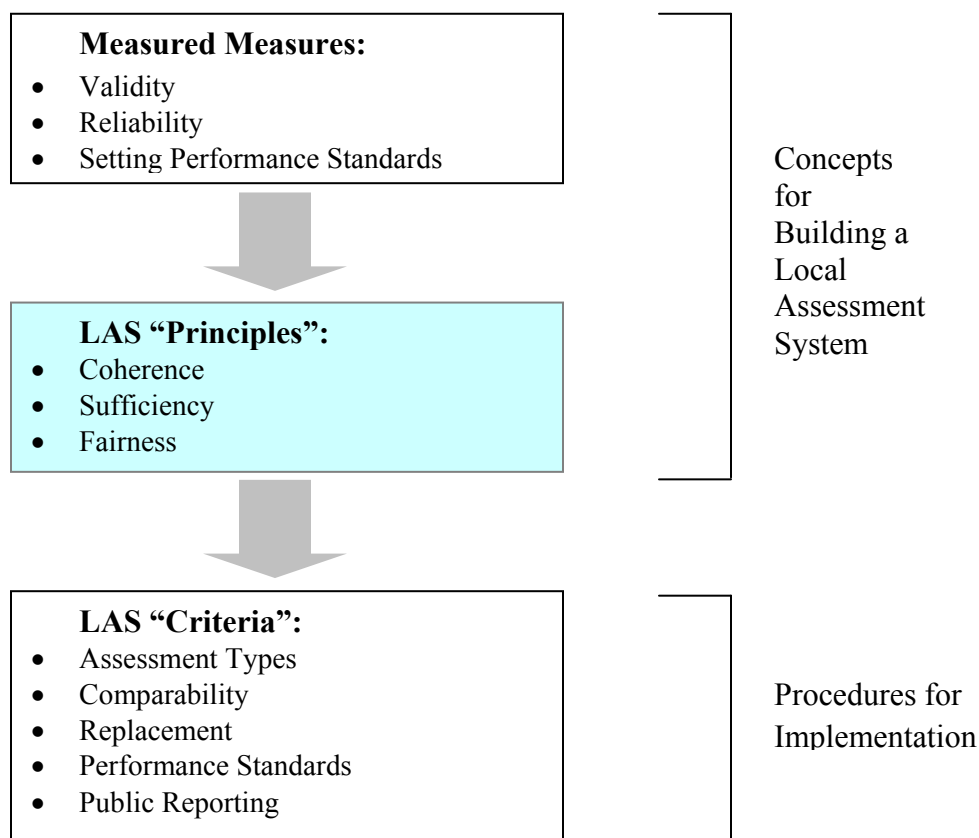 Measured Measures:
• Validity
• Reliability
• Setting Performance Standards
LAS “Principles”:
• Coherence
• Sufficiency
• Fairness
LAS “Criteria”:
• Assessment Types
• Comparability
• Replacement
• Performance Standards
• Public Reporting
Concepts
for
Building a
Local
Assessment
System
Procedures for
Implementation